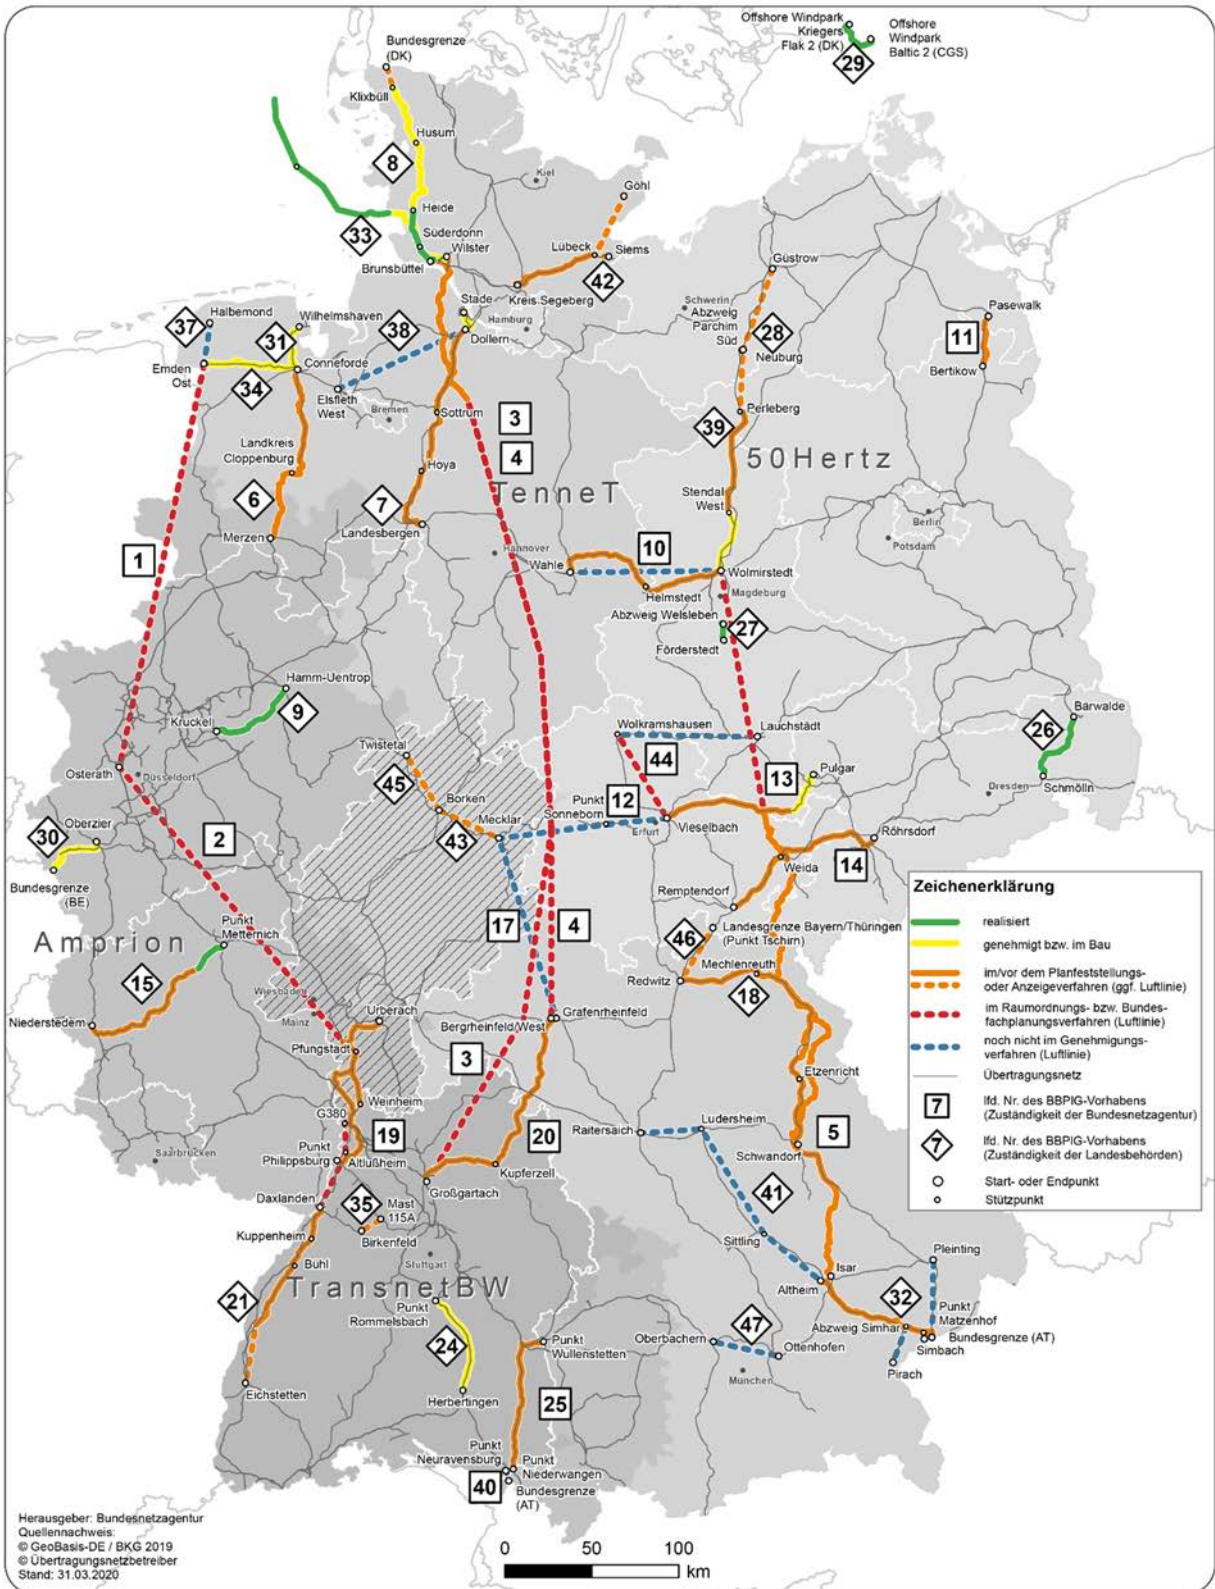 Offshore Windpark
Kriegers
Flak 2 (DK)
Offshore
Windpark
Baltic 2 (CGS)
29
Bundesgrenze
(DK)
Klixbüll
Husum
8
Kiel
Göhl
Heide
33
Süderdonn
Wilster
Lübeck
Siems
Brunsbüttel
Güstrow
Kreis Segeberg
42
Stade
Hamburg
Schwerin
Abzweig
Parchim
Süd
28
Neuburg
Pasewalk
11
Bertikow
37
Halbemond
Wilhelmshaven
31
38
Dollern
Emden
Ost
Conneforde
34
Elsfleth
West
Bremen
Sottrum
3
Perleberg
39
4
50Hertz
Landkreis
Cloppenburg
Hoya
6
7
TenneT
Stendal
West
Berlin
Potsdam
Merzen
Landesbergen
Hannover
10
1
Wahle
Wolmirstedt
Helmstedt
Magdeburg
Abzweig Welsleben
27
Förderstedt
Hamm-Uentrop
9
Kruckel
Wolkramshausen
Lauchstädt
Bärwalde
26
Twistetal
44
Osterath
Düsseldorf
45
13
Pulgar
Schmölln
Dresden
Borken
Mecklar
Punkt
Sonneborn
12
Erfurt
Vieselbach
30
Oberzier
2
43
Röhrsdorf
Bundesgrenze
(BE)
Weida
14
Punkt
Metternich
Amprion
17
4
Remptendorf
Landesgrenze Bayern/Thüringen
(Punkt Tschirn)
46
Mechlenreuth
15
Redwitz
18
Wiesbaden
Mainz
Niederstedem
Urberach
Bergrheinfeld/West
Grafenrheinfeld
Pfungstadt
3
Etzenricht
Weinheim
G380
19
20
Raitersaich
Ludersheim
5
Punkt
Philippsburg
Altlußheim
Schwandorf
Saarbrücken
Kupferzell
Großgartach
Daxlanden
35
Mast
115A
41
Kuppenheim
Birkenfeld
Sittling
Pleinting
Bühl
Stuttgart
TransnetBW
Isar
Altheim
32
21
Punkt
Rommelsbach
24
Punkt
Wullenstetten
Oberbachern
47
Ottenhofen
Abzweig Simhar
Punkt
Matzenhof
Bundesgrenze (AT)
Simbach
Pirach
München
Eichstetten
Herbertingen
25
Punkt
Neuravensburg
Punkt
Niederwangen
40
Bundesgrenze
(AT)
Zeichenerklärung
realisiert
genehmigt bzw. im Bau
im/vor dem Planfeststellungs-
oder Anzeigeverfahren (ggf. Luftlinie)
im Raumordnungs- bzw. Bundes-
fachplanungsverfahren (Luftlinie)
noch nicht im Genehmigungs-
verfahren (Luftlinie)
Übertragungsnetz
7
lfd. Nr. des BBPlG-Vorhabens
(Zuständigkeit der Bundesnetzagentur)
7
lfd. Nr. des BBPlG-Vorhabens
(Zuständigkeit der Landesbehörden)
Start- oder Endpunkt
Stützpunkt
Herausgeber: Bundesnetzagentur
Quellennachweis:
© GeoBasis-DE / BKG 2019
© Übertragungsnetzbetreiber
Stand: 31.03.2020
0 50 100
km